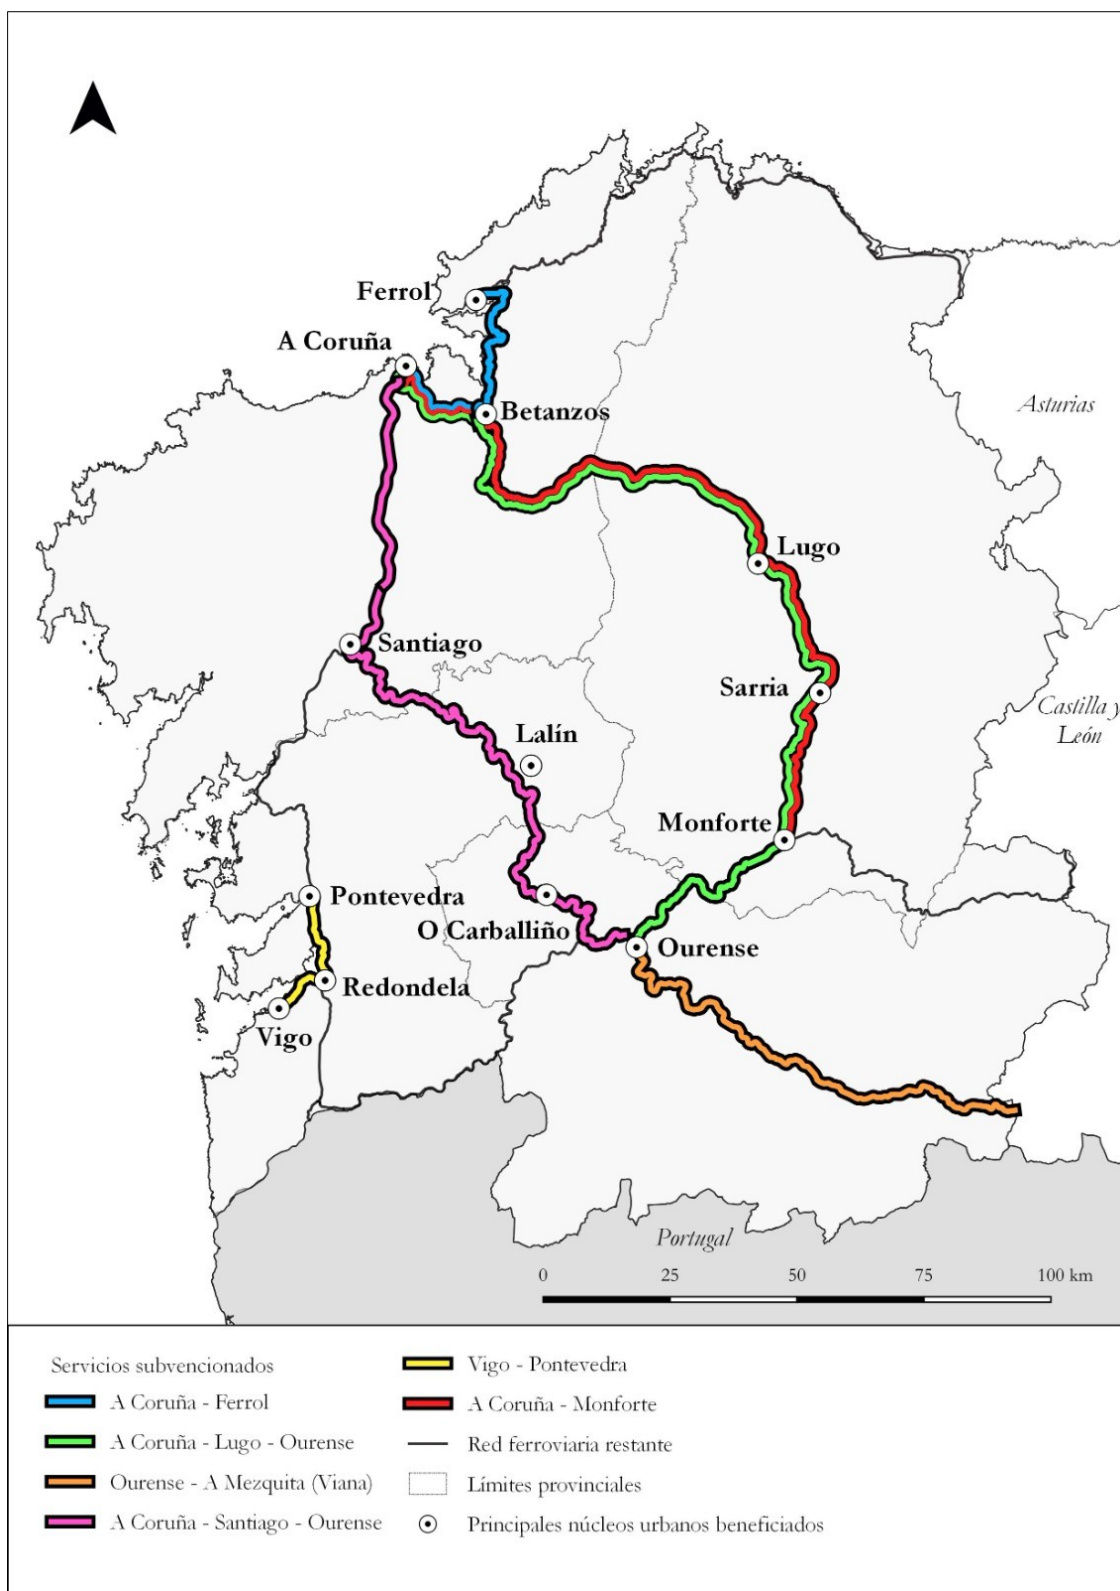 Ferrol
A Coruña
Betanzos
Asturias
Lugo
Santiago
Sarria
Castilla y
León
Lalín
Monforte
Pontevedra
O Carballiño
Ourense
Redondela
Vigo
Portugal
0 25 50 75 100 km
Servicios subvencionados
A Coruña - Ferrol
A Coruña - Lugo - Ourense
Ourense - A Mezquita (Viana)
A Coruña - Santiago - Ourense
Vigo - Pontevedra
A Coruña - Monforte
Red ferroviaria restante
Límites provinciales
Principales núcleos urbanos beneficiados